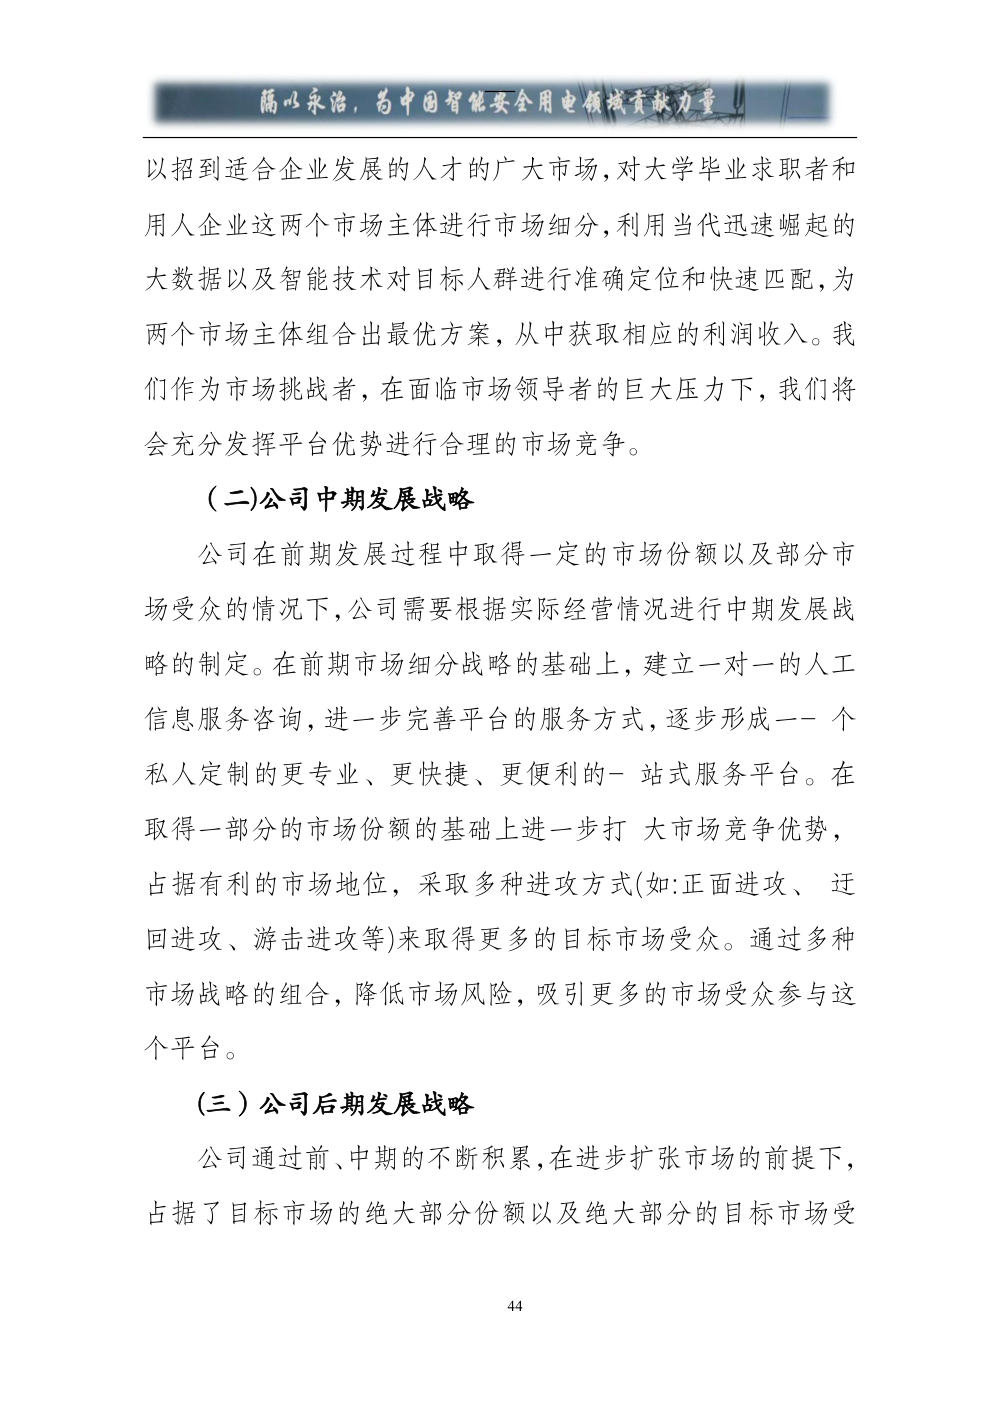 隔以永治，为中国智能安全用电领域贡献力量
以招到适合企业发展的人才的广大市场,对大学毕业求职者和
用人企业这两个市场主体进行市场细分,利用当代迅速崛起的
大数据以及智能技术对目标人群进行准确定位和快速匹配,为
两个市场主体组合出最优方案,从中获取相应的利润收入。我
们作为市场挑战者,在面临市场领导者的巨大压力下,我们将
会充分发挥平台优势进行合理的市场竞争。
（二)公司中期发展战略
公司在前期发展过程中取得一定的市场份额以及部分市
场受众的情况下,公司需要根据实际经营情况进行中期发展战
略的制定。在前期市场细分战略的基础上,建立一对一的人工
信息服务咨询,进一步完善平台的服务方式,逐步形成一- 个
私人定制的更专业、更快捷、更便利的- 站式服务平台。在
取得一部分的市场份额的基础上进一步打 大市场竞争优势,
占据有利的市场地位,采取多种进攻方式(如:正面进攻、 迂
回进攻、游击进攻等)来取得更多的目标市场受众。通过多种
市场战略的组合,降低市场风险,吸引更多的市场受众参与这
个平台。
(三）公司后期发展战略
公司通过前、中期的不断积累,在进步扩张市场的前提下,
占据了目标市场的绝大部分份额以及绝大部分的目标市场受
44